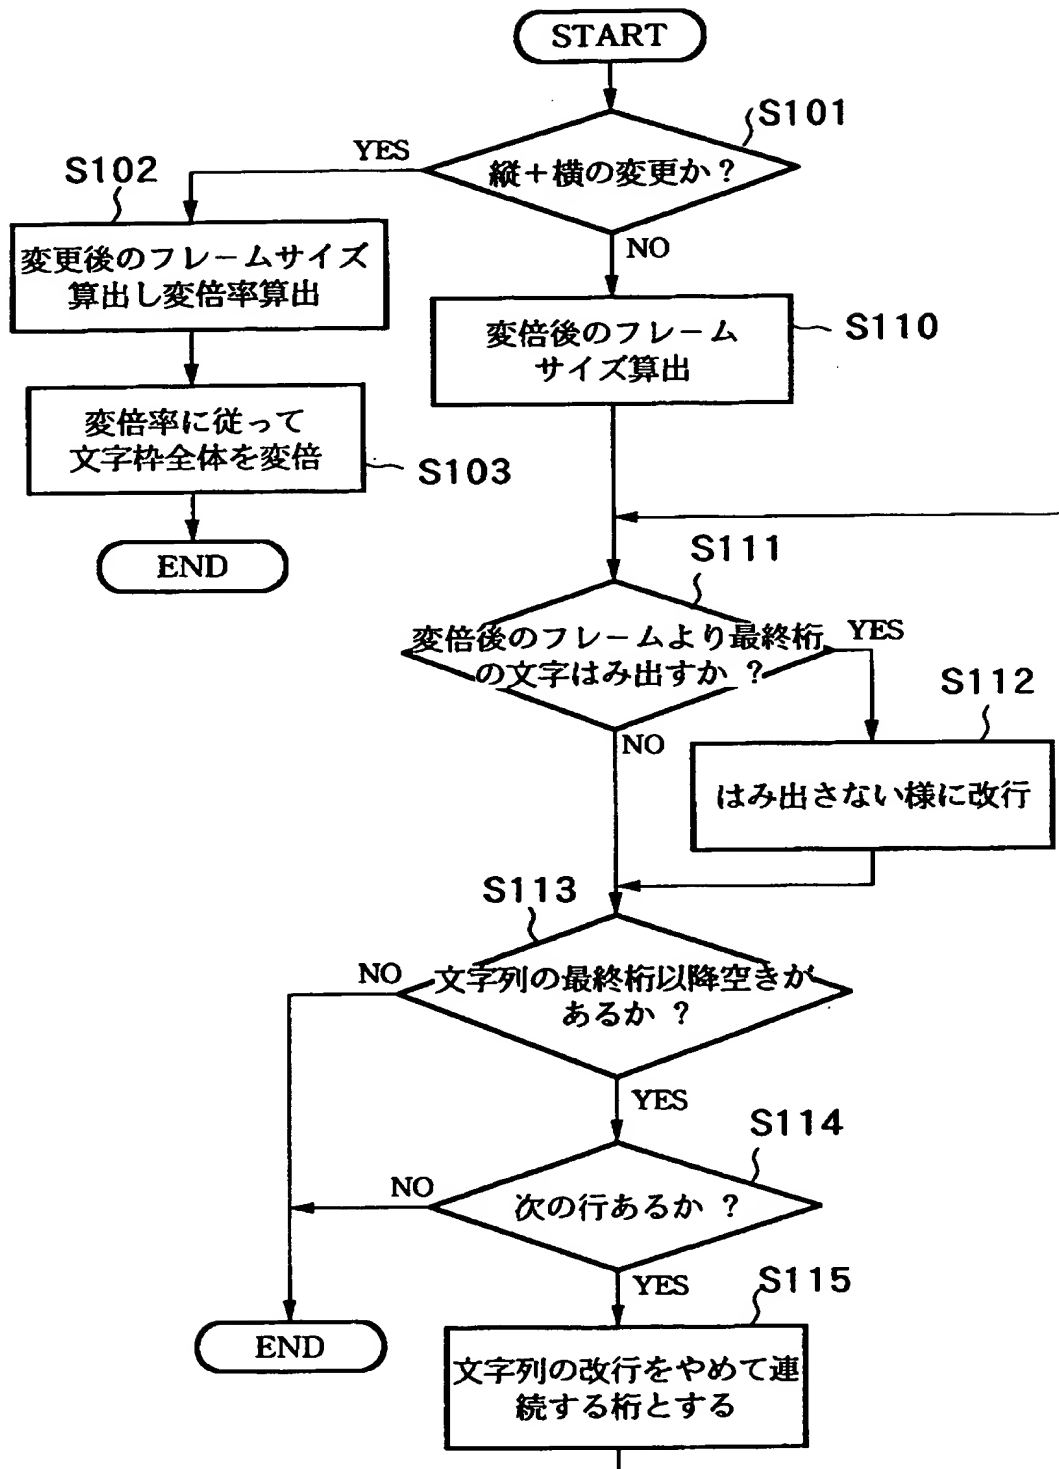 START
S101
縦+横の変更か?
YES
NO
S102
変更後のフレームサイズ
算出し変倍率算出
変倍後のフレーム
サイズ算出
S110
変倍率に従って
文字枠全体を変倍
S103
END
S111
変倍後のフレームより最終桁
の文字はみ出すか ?
YES
NO
S112
はみ出さない様に改行
S113
文字列の最終桁以降空きが
あるか ?
NO
YES
S114
次の行あるか ?
NO
YES
S115
END
文字列の改行をやめて連
続する桁とする